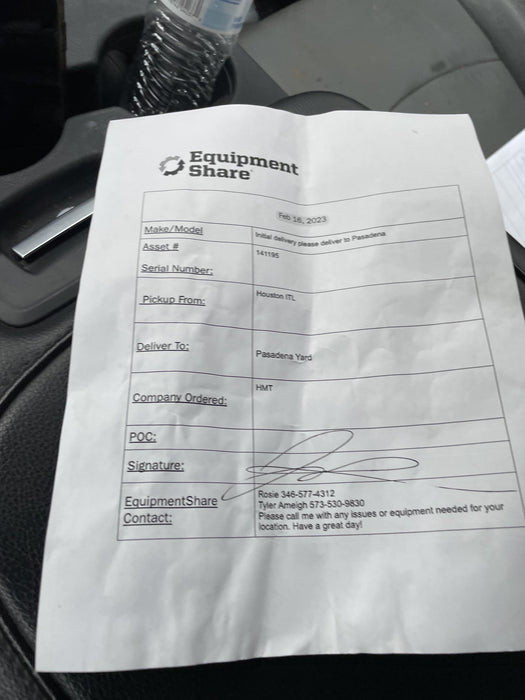 Equipment
Share
Feb 16, 2023
Make/Model
Initial delivery please deliver to Pasadena
Asset #
141195
Serial Number:
Pickup From:
Houston ITL
Deliver To:
Pasadena Yard
Company Ordered:
HMT
POC:
Signature:
EquipmentShare
Contact:
Rosie 346-577-4312
Tyler Ameigh 573-530-9830
Please call me with any issues or equipment needed for your
location. Have a great day!